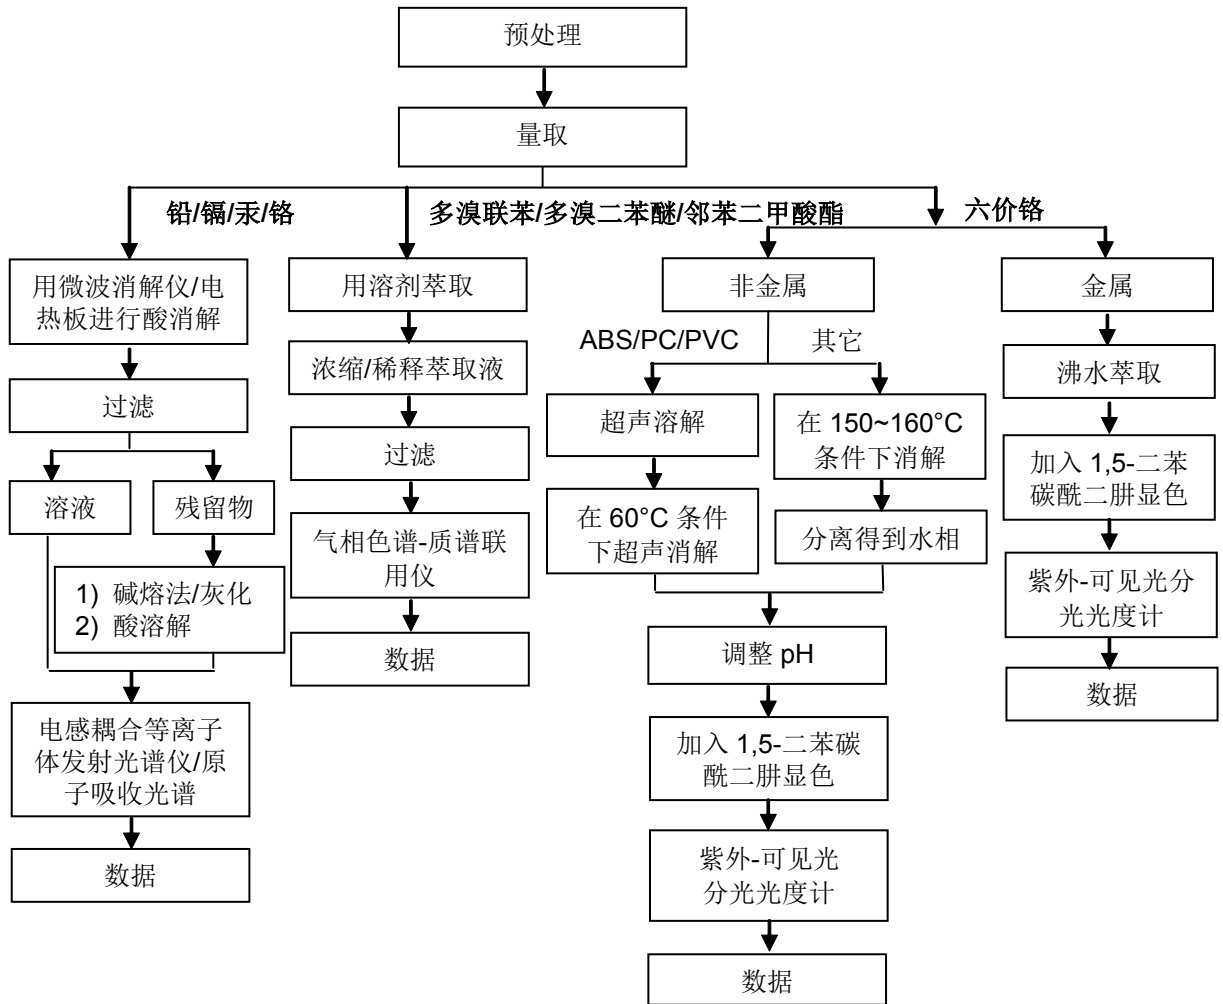 预处理
量取
铅/镉/汞/铬
多溴联苯/多溴二苯醚/邻苯二甲酸酯
六价铬
用微波消解仪/电
热板进行酸消解
过滤
溶液
残留物
1) 碱熔法/灰化
2) 酸溶解
电感耦合等离子
体发射光谱仪/原
子吸收光谱
数据
用溶剂萃取
浓缩/稀释萃取液
过滤
气相色谱-质谱联
用仪
数据
非金属
ABS/PC/PVC
其它
超声溶解
在 60°C 条件
下超声消解
在 150~160°C
条件下消解
分离得到水相
调整 pH
加入 1,5-二苯碳
酰二肼显色
紫外-可见光
分光光度计
数据
金属
沸水萃取
加入 1,5-二苯
碳酰二肼显色
紫外-可见光分
光光度计
数据